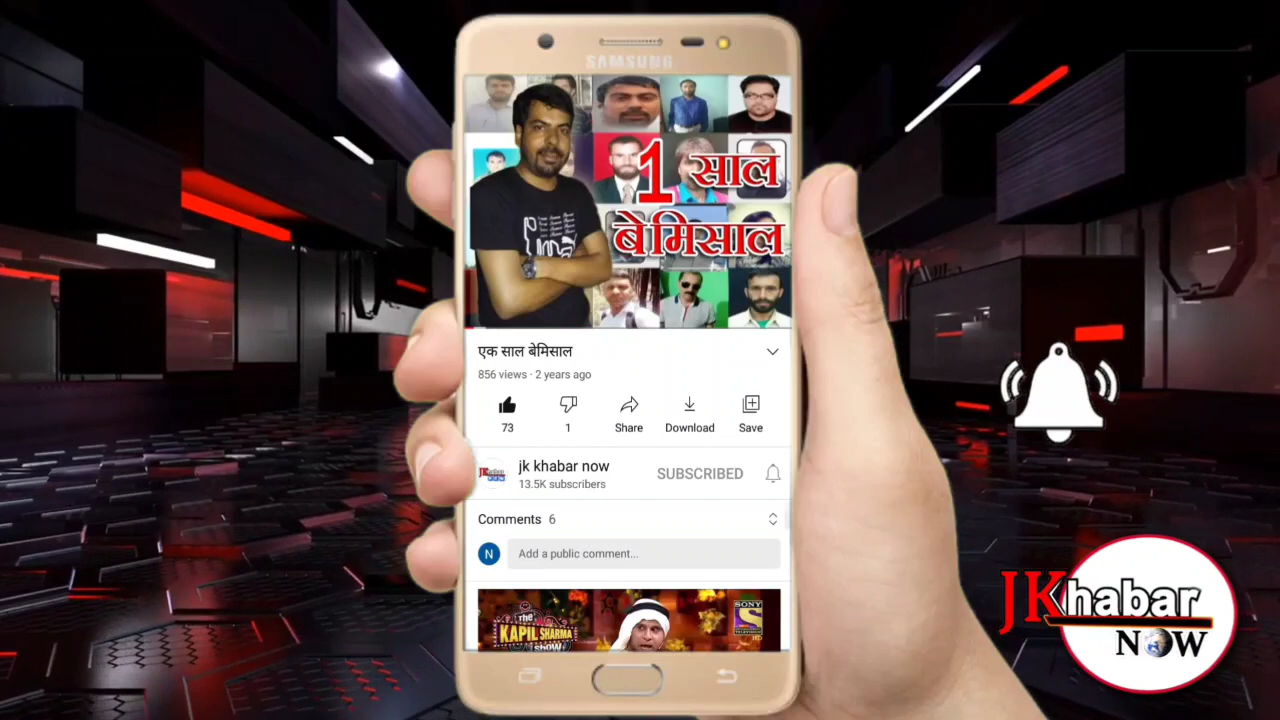 SAMSUNG
1 साल
बेमिसाल
एक साल बेमिसाल
856 views · 2 years ago
73
1
Share
Download
Save
jk khabar now
13.5K subscribers
SUBSCRIBED
Comments 6
N
Add a public comment...
The
KAPIL SHARMA
Show
SONY
HD
JKhabar
NOW